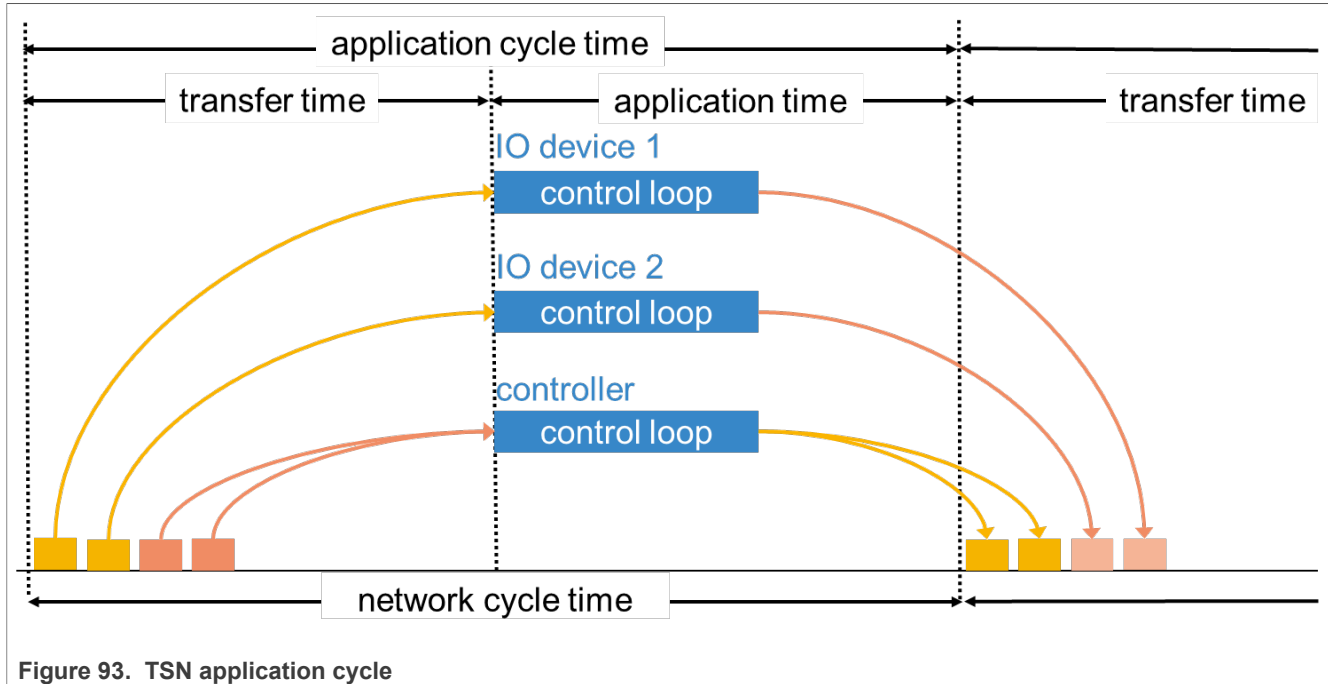 application cycle time
transfer time
application time
transfer time
IO device 1
control loop
IO device 2
control loop
controller
control loop
network cycle time
Figure 93. TSN application cycle